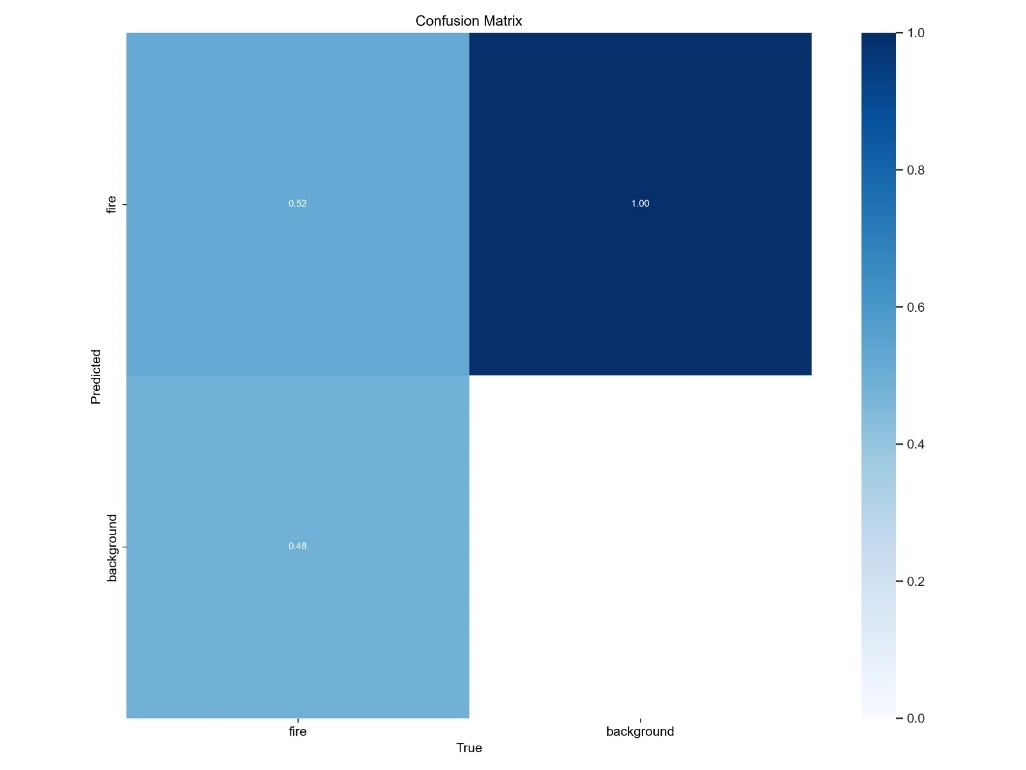 Confusion Matrix
1.0
0.8
fire
0.52
1.00
0.6
Predicted
0.4
background
0.48
0.2
0.0
fire
background
True